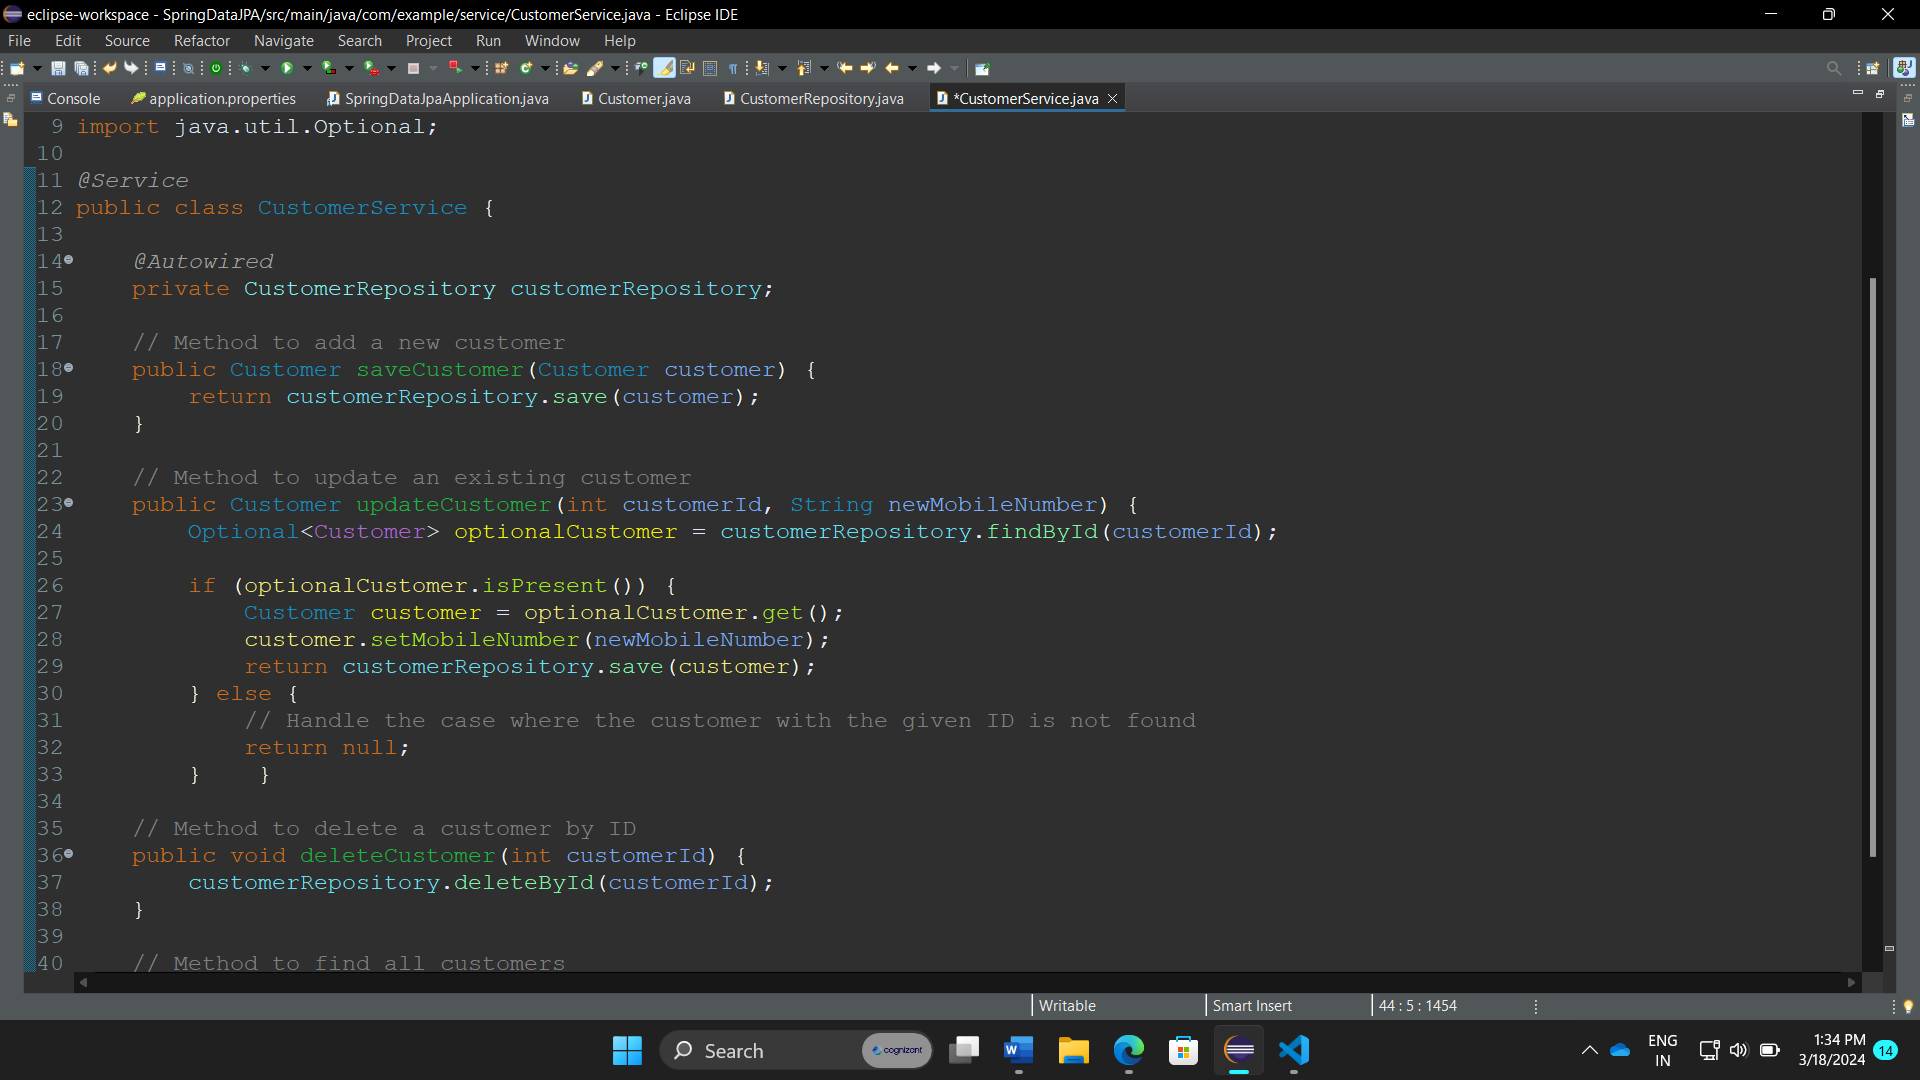 eclipse-workspace - SpringDataJPA/src/main/java/com/example/service/CustomerService.java - Eclipse IDE
File Edit Source Refactor Navigate Search Project Run Window Help
Console application.properties SpringDataJpaApplication.java Customer.java CustomerRepository.java *CustomerService.java
9 import java.util.Optional;
10
11 @Service
12 public class CustomerService {
13
14 @Autowired
15 private CustomerRepository customerRepository;
16
17 // Method to add a new customer
18 public Customer saveCustomer(Customer customer) {
19 return customerRepository.save(customer);
20 }
21
22 // Method to update an existing customer
23 public Customer updateCustomer(int customerId, String newMobileNumber) {
24 Optional<Customer> optionalCustomer = customerRepository.findById(customerId);
25
26 if (optionalCustomer.isPresent()) {
27 Customer customer = optionalCustomer.get();
28 customer.setMobileNumber(newMobileNumber);
29 return customerRepository.save(customer);
30 } else {
31 // Handle the case where the customer with the given ID is not found
32 return null;
33 } }
34
35 // Method to delete a customer by ID
36 public void deleteCustomer(int customerId) {
37 customerRepository.deleteById(customerId);
38 }
39
40 // Method to find all customers
Writable Smart Insert 44 : 5 : 1454
Search cognizant
ENG
IN
1:34 PM
3/18/2024
14